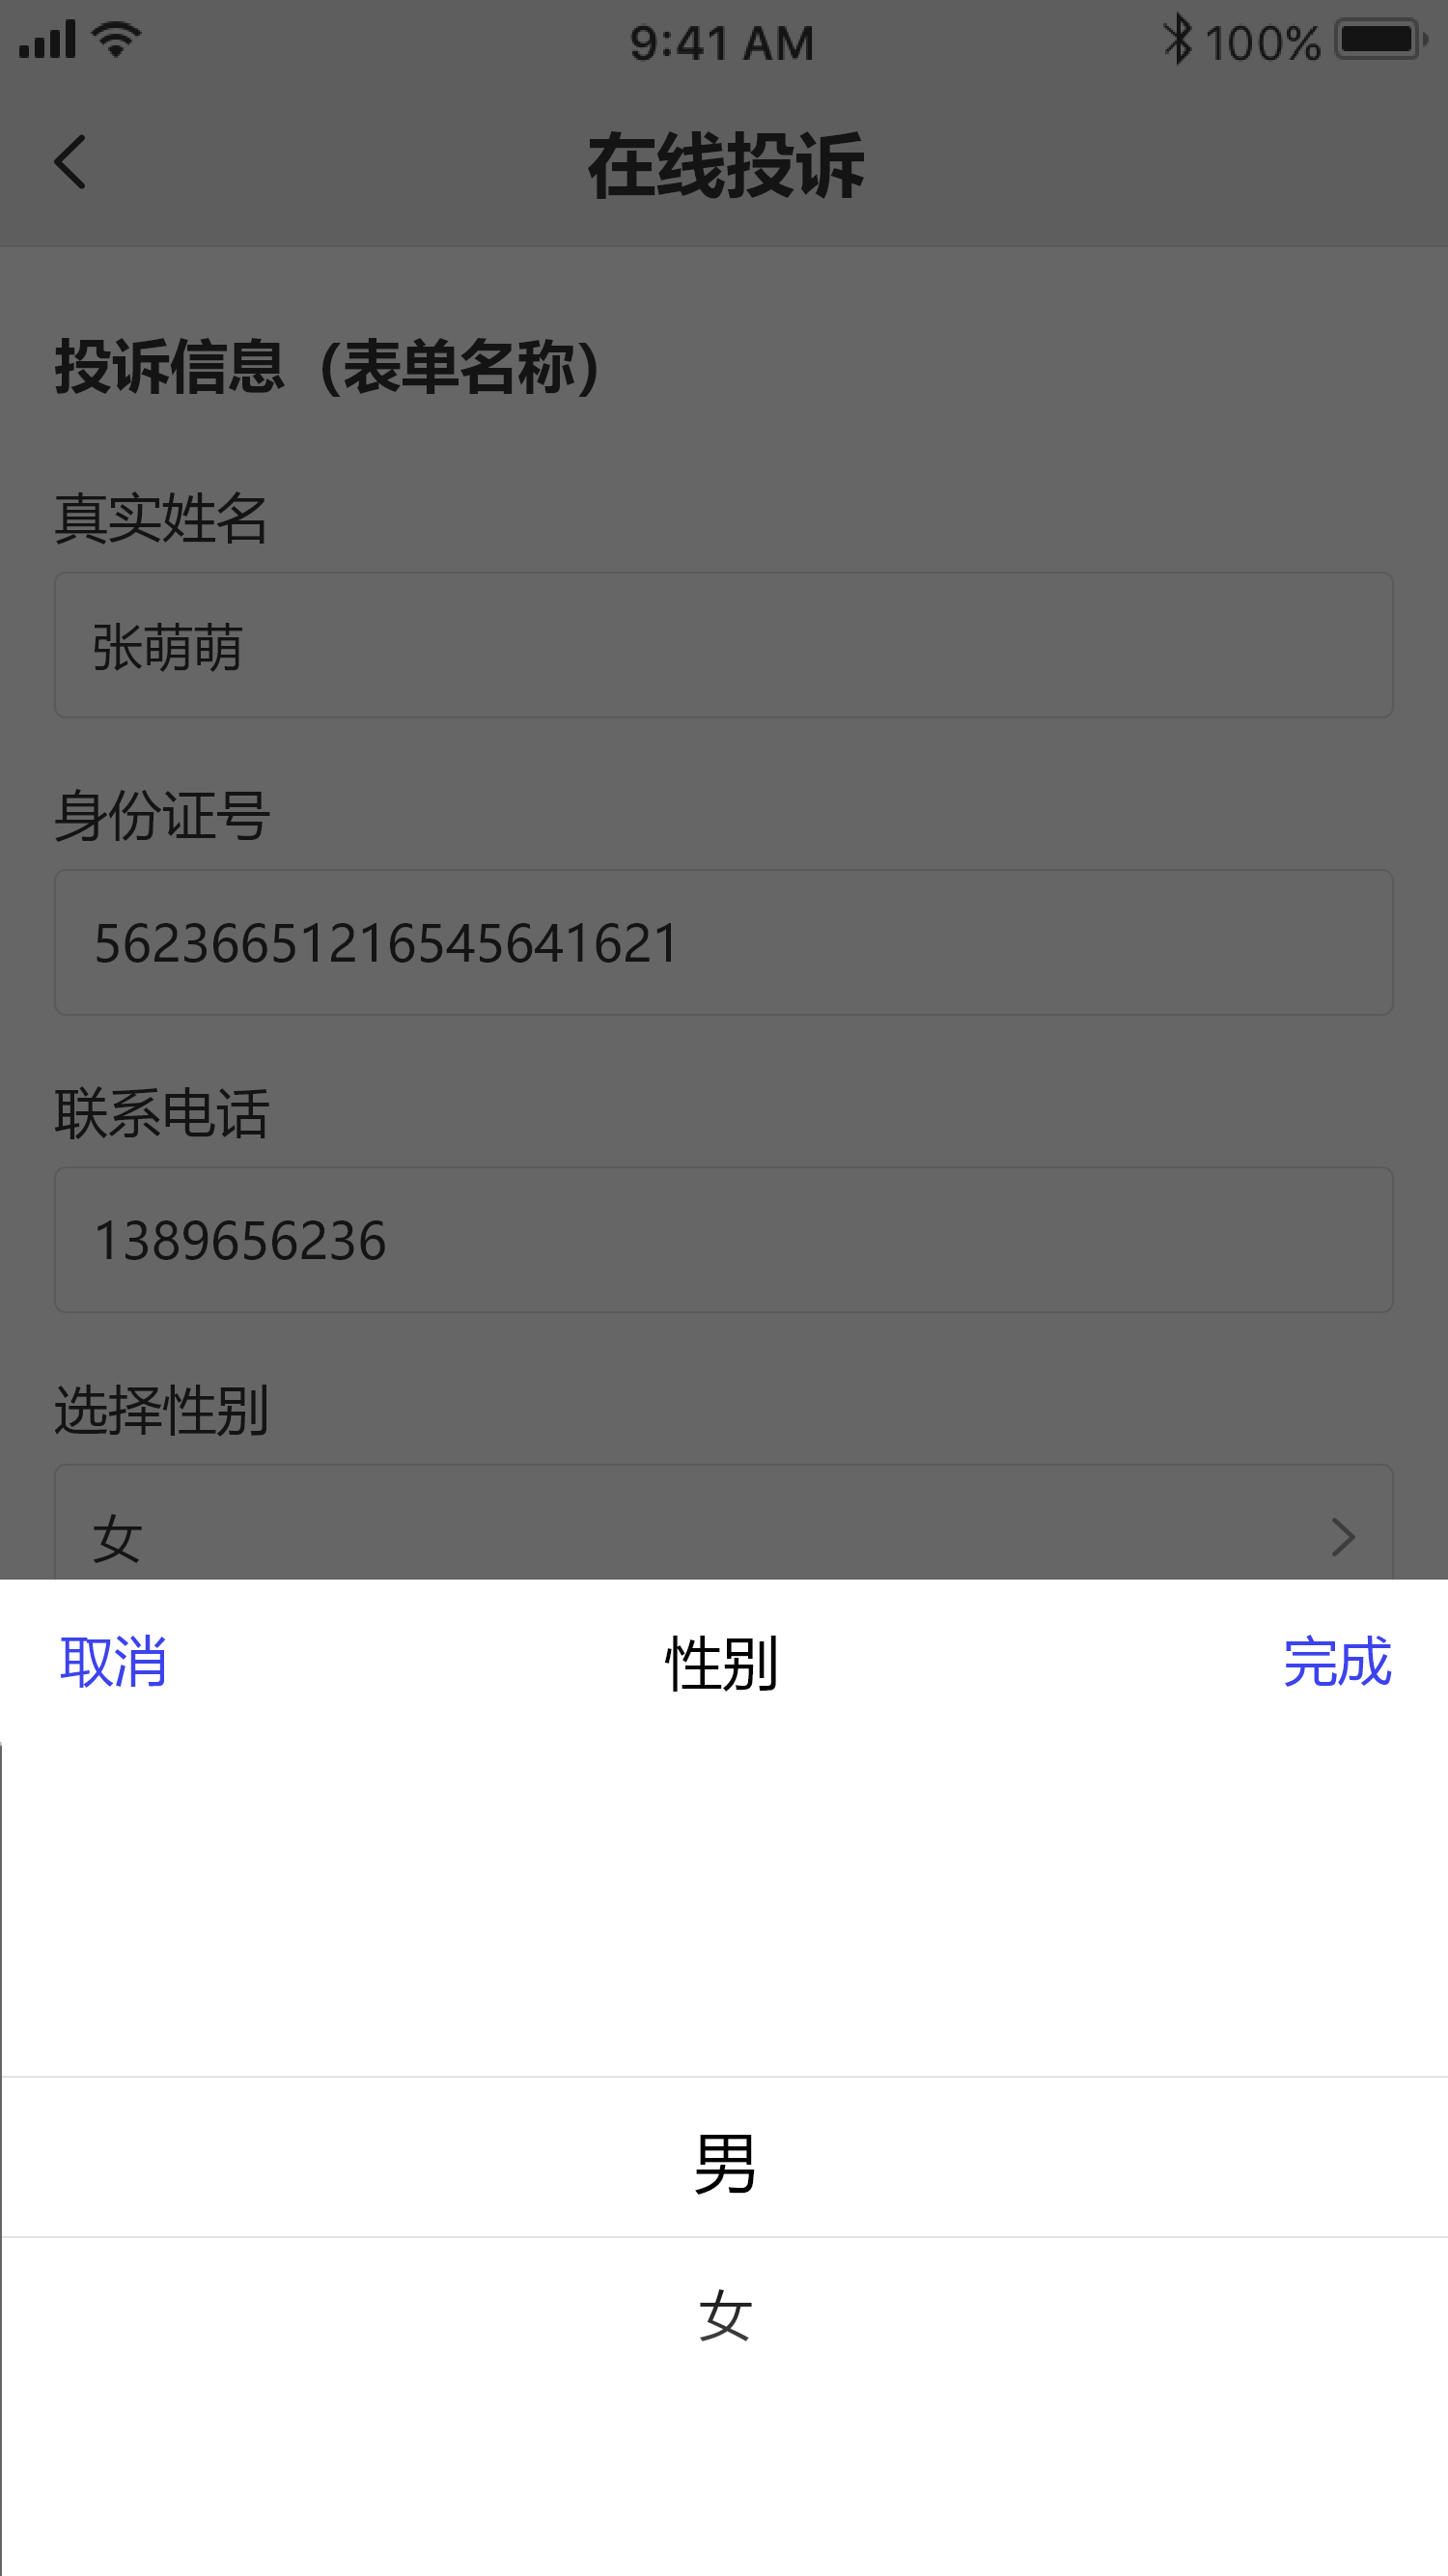 9:41 AM
100%
在线投诉
投诉信息（表单名称）
真实姓名
张萌萌
身份证号
56236651216545641621
联系电话
1389656236
选择性别
女
取消
性别
完成
男
女